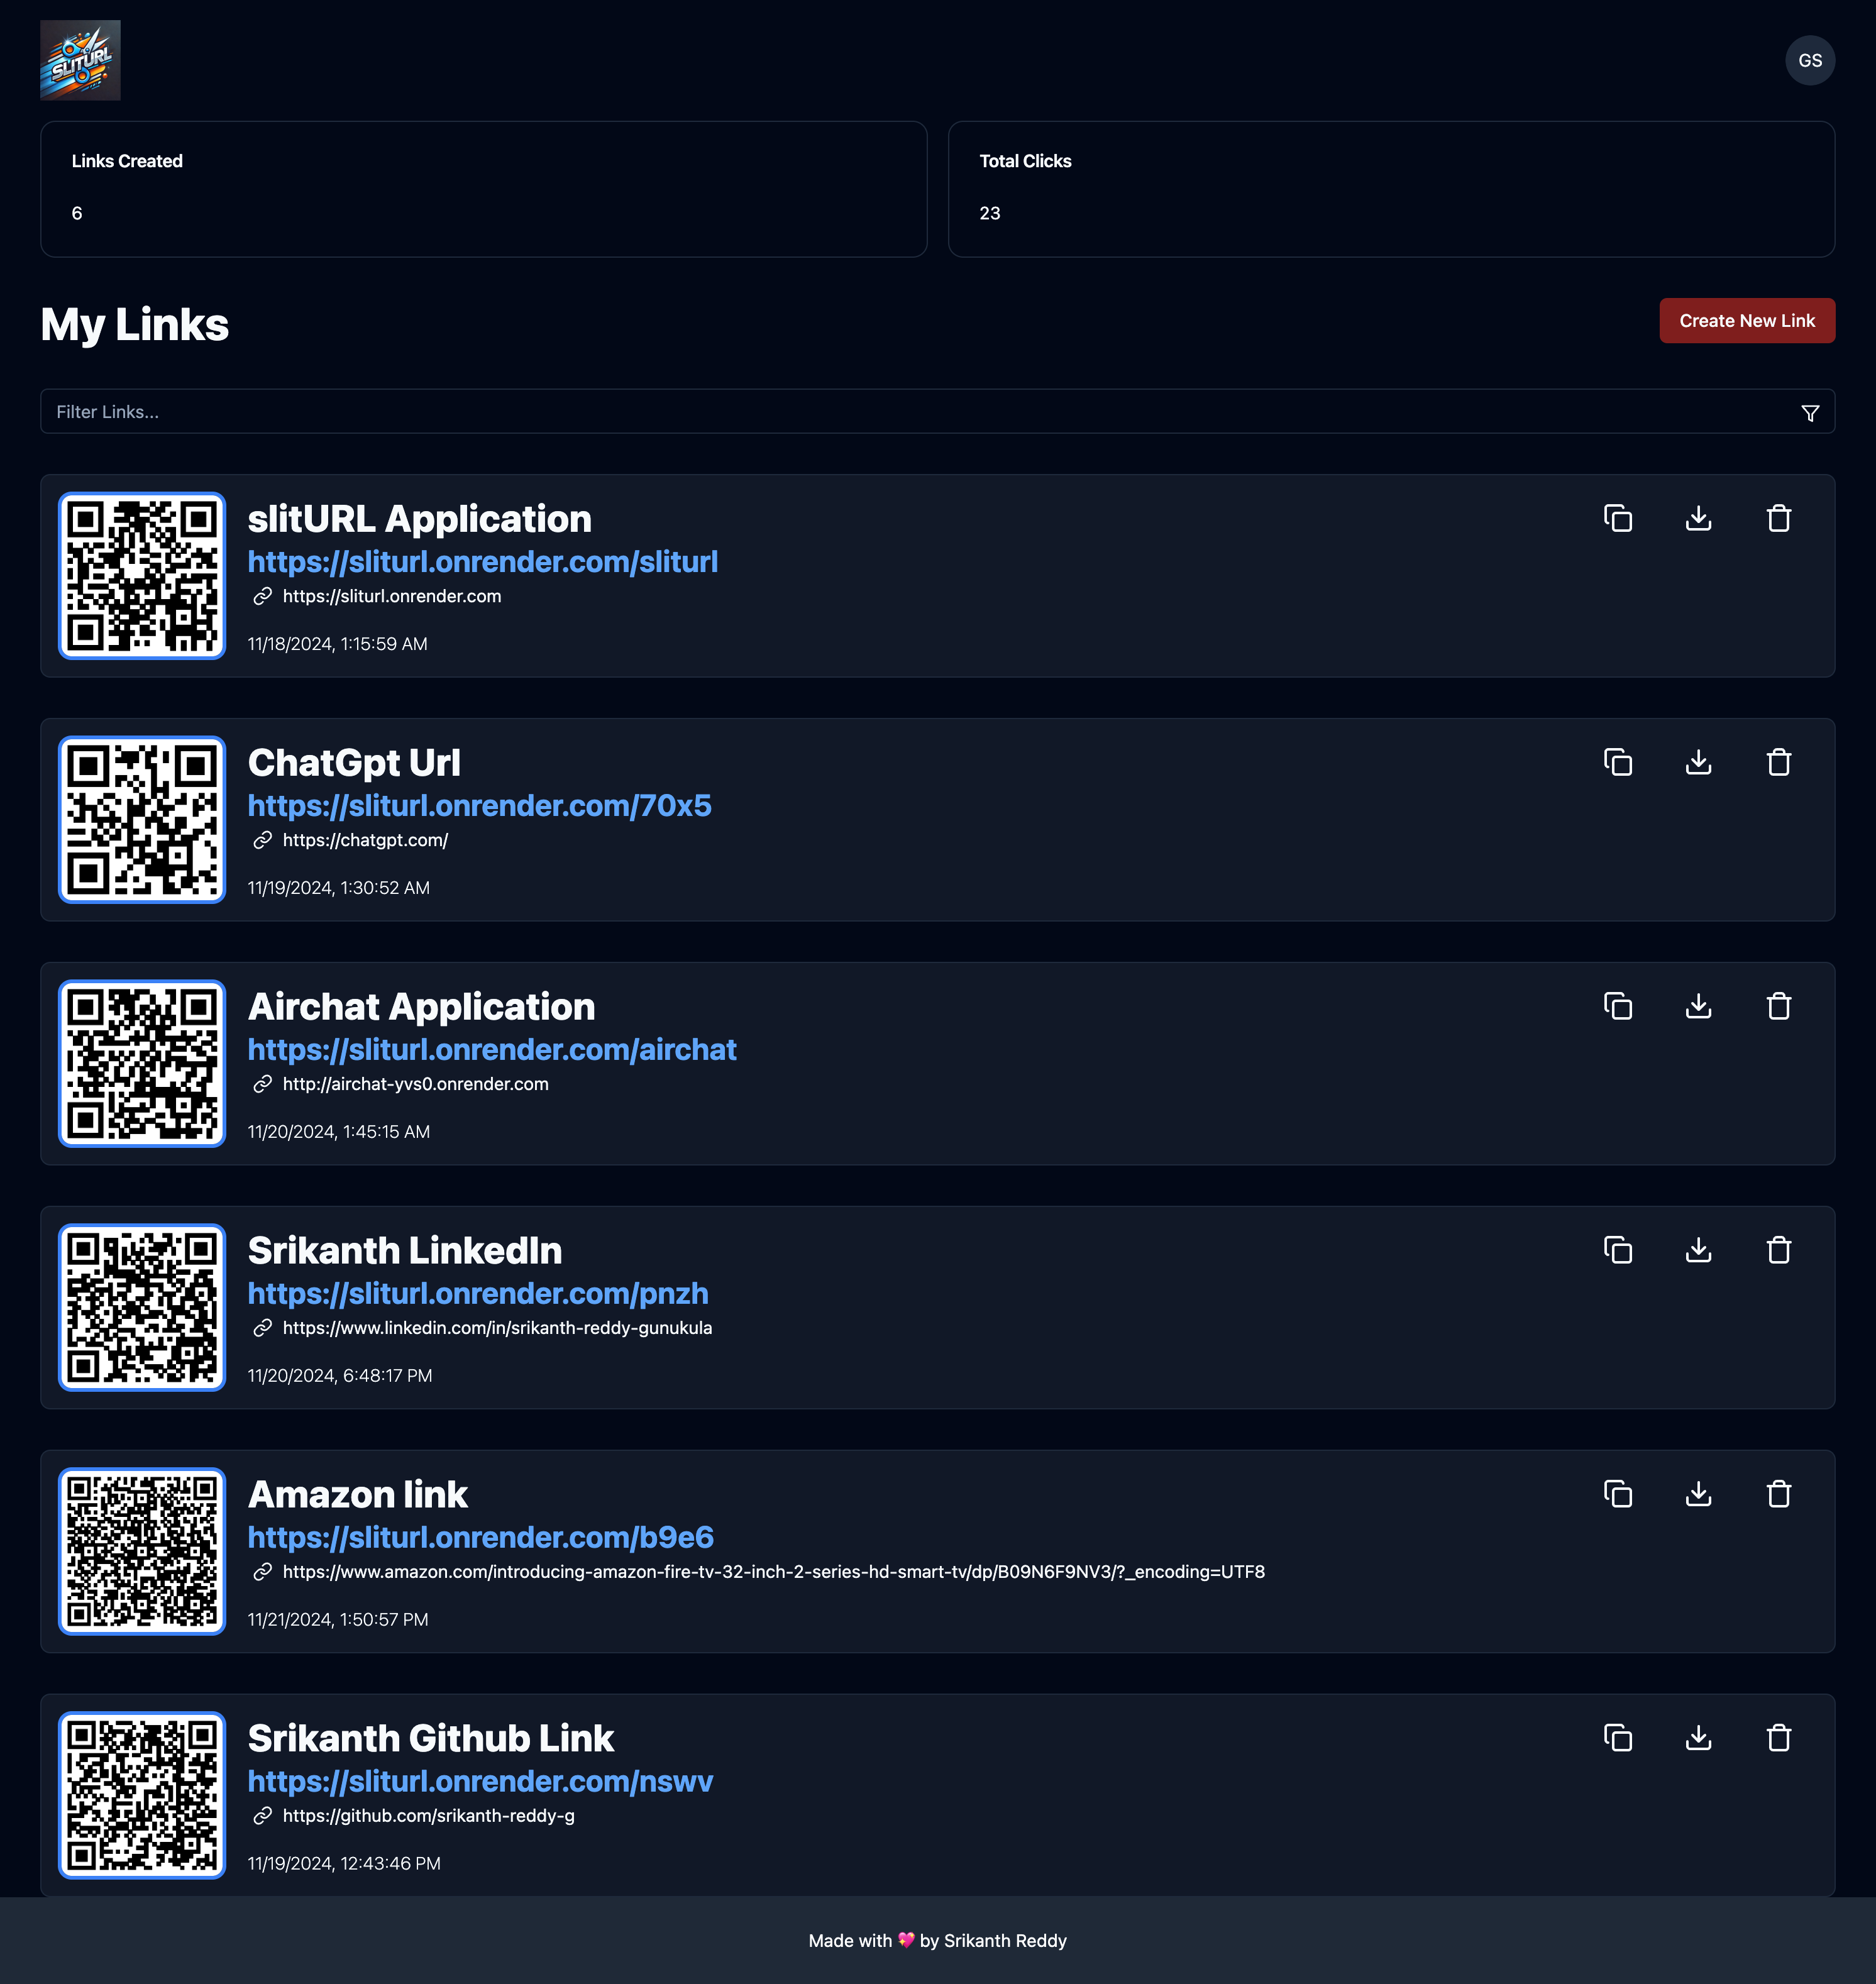 SLITURL
GS
Links Created
6
Total Clicks
23
My Links
Create New Link
Filter Links...
slitURL Application
https://sliturl.onrender.com/sliturl
https://sliturl.onrender.com
11/18/2024, 1:15:59 AM
ChatGpt Url
https://sliturl.onrender.com/70x5
https://chatgpt.com/
11/19/2024, 1:30:52 AM
Airchat Application
https://sliturl.onrender.com/airchat
http://airchat-yvs0.onrender.com
11/20/2024, 1:45:15 AM
Srikanth LinkedIn
https://sliturl.onrender.com/pnzh
https://www.linkedin.com/in/srikanth-reddy-gunukula
11/20/2024, 6:48:17 PM
Amazon link
https://sliturl.onrender.com/b9e6
https://www.amazon.com/introducing-amazon-fire-tv-32-inch-2-series-hd-smart-tv/dp/B09N6F9NV3/?_encoding=UTF8
11/21/2024, 1:50:57 PM
Srikanth Github Link
https://sliturl.onrender.com/nswv
https://github.com/srikanth-reddy-g
11/19/2024, 12:43:46 PM
Made with 💖 by Srikanth Reddy